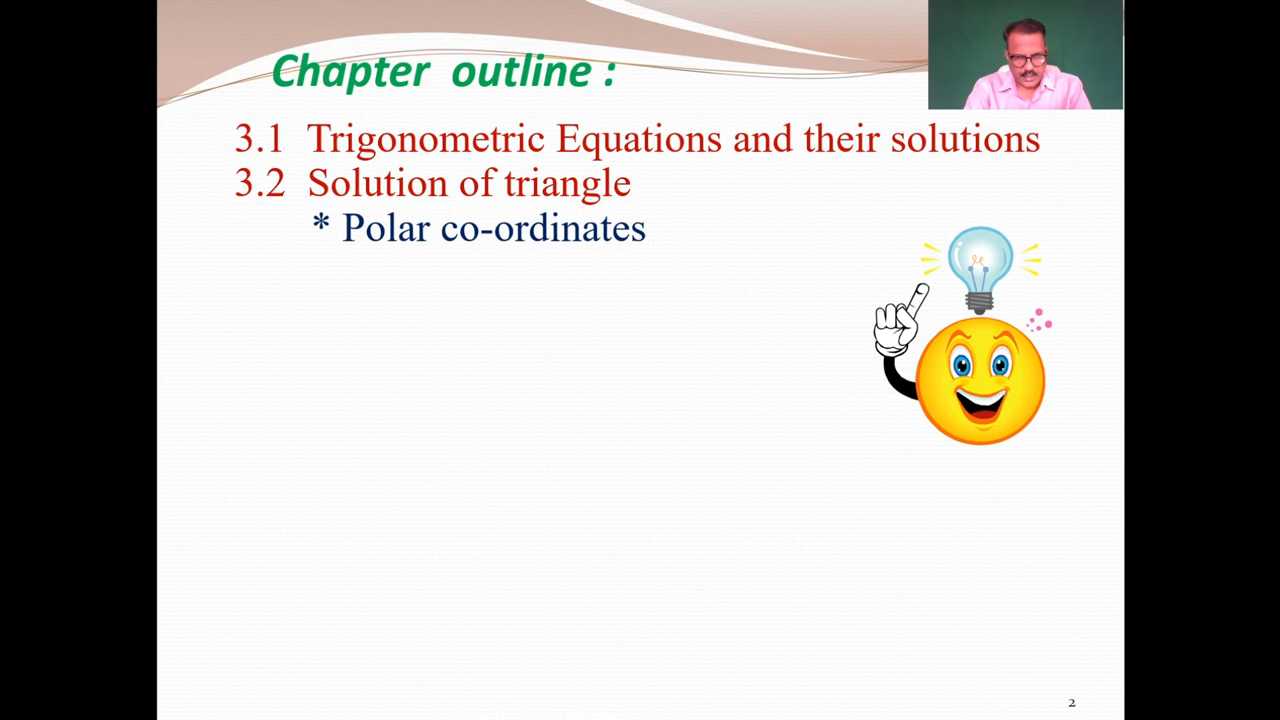 Chapter outline :
3.1 Trigonometric Equations and their solutions
3.2 Solution of triangle
* Polar co-ordinates
2